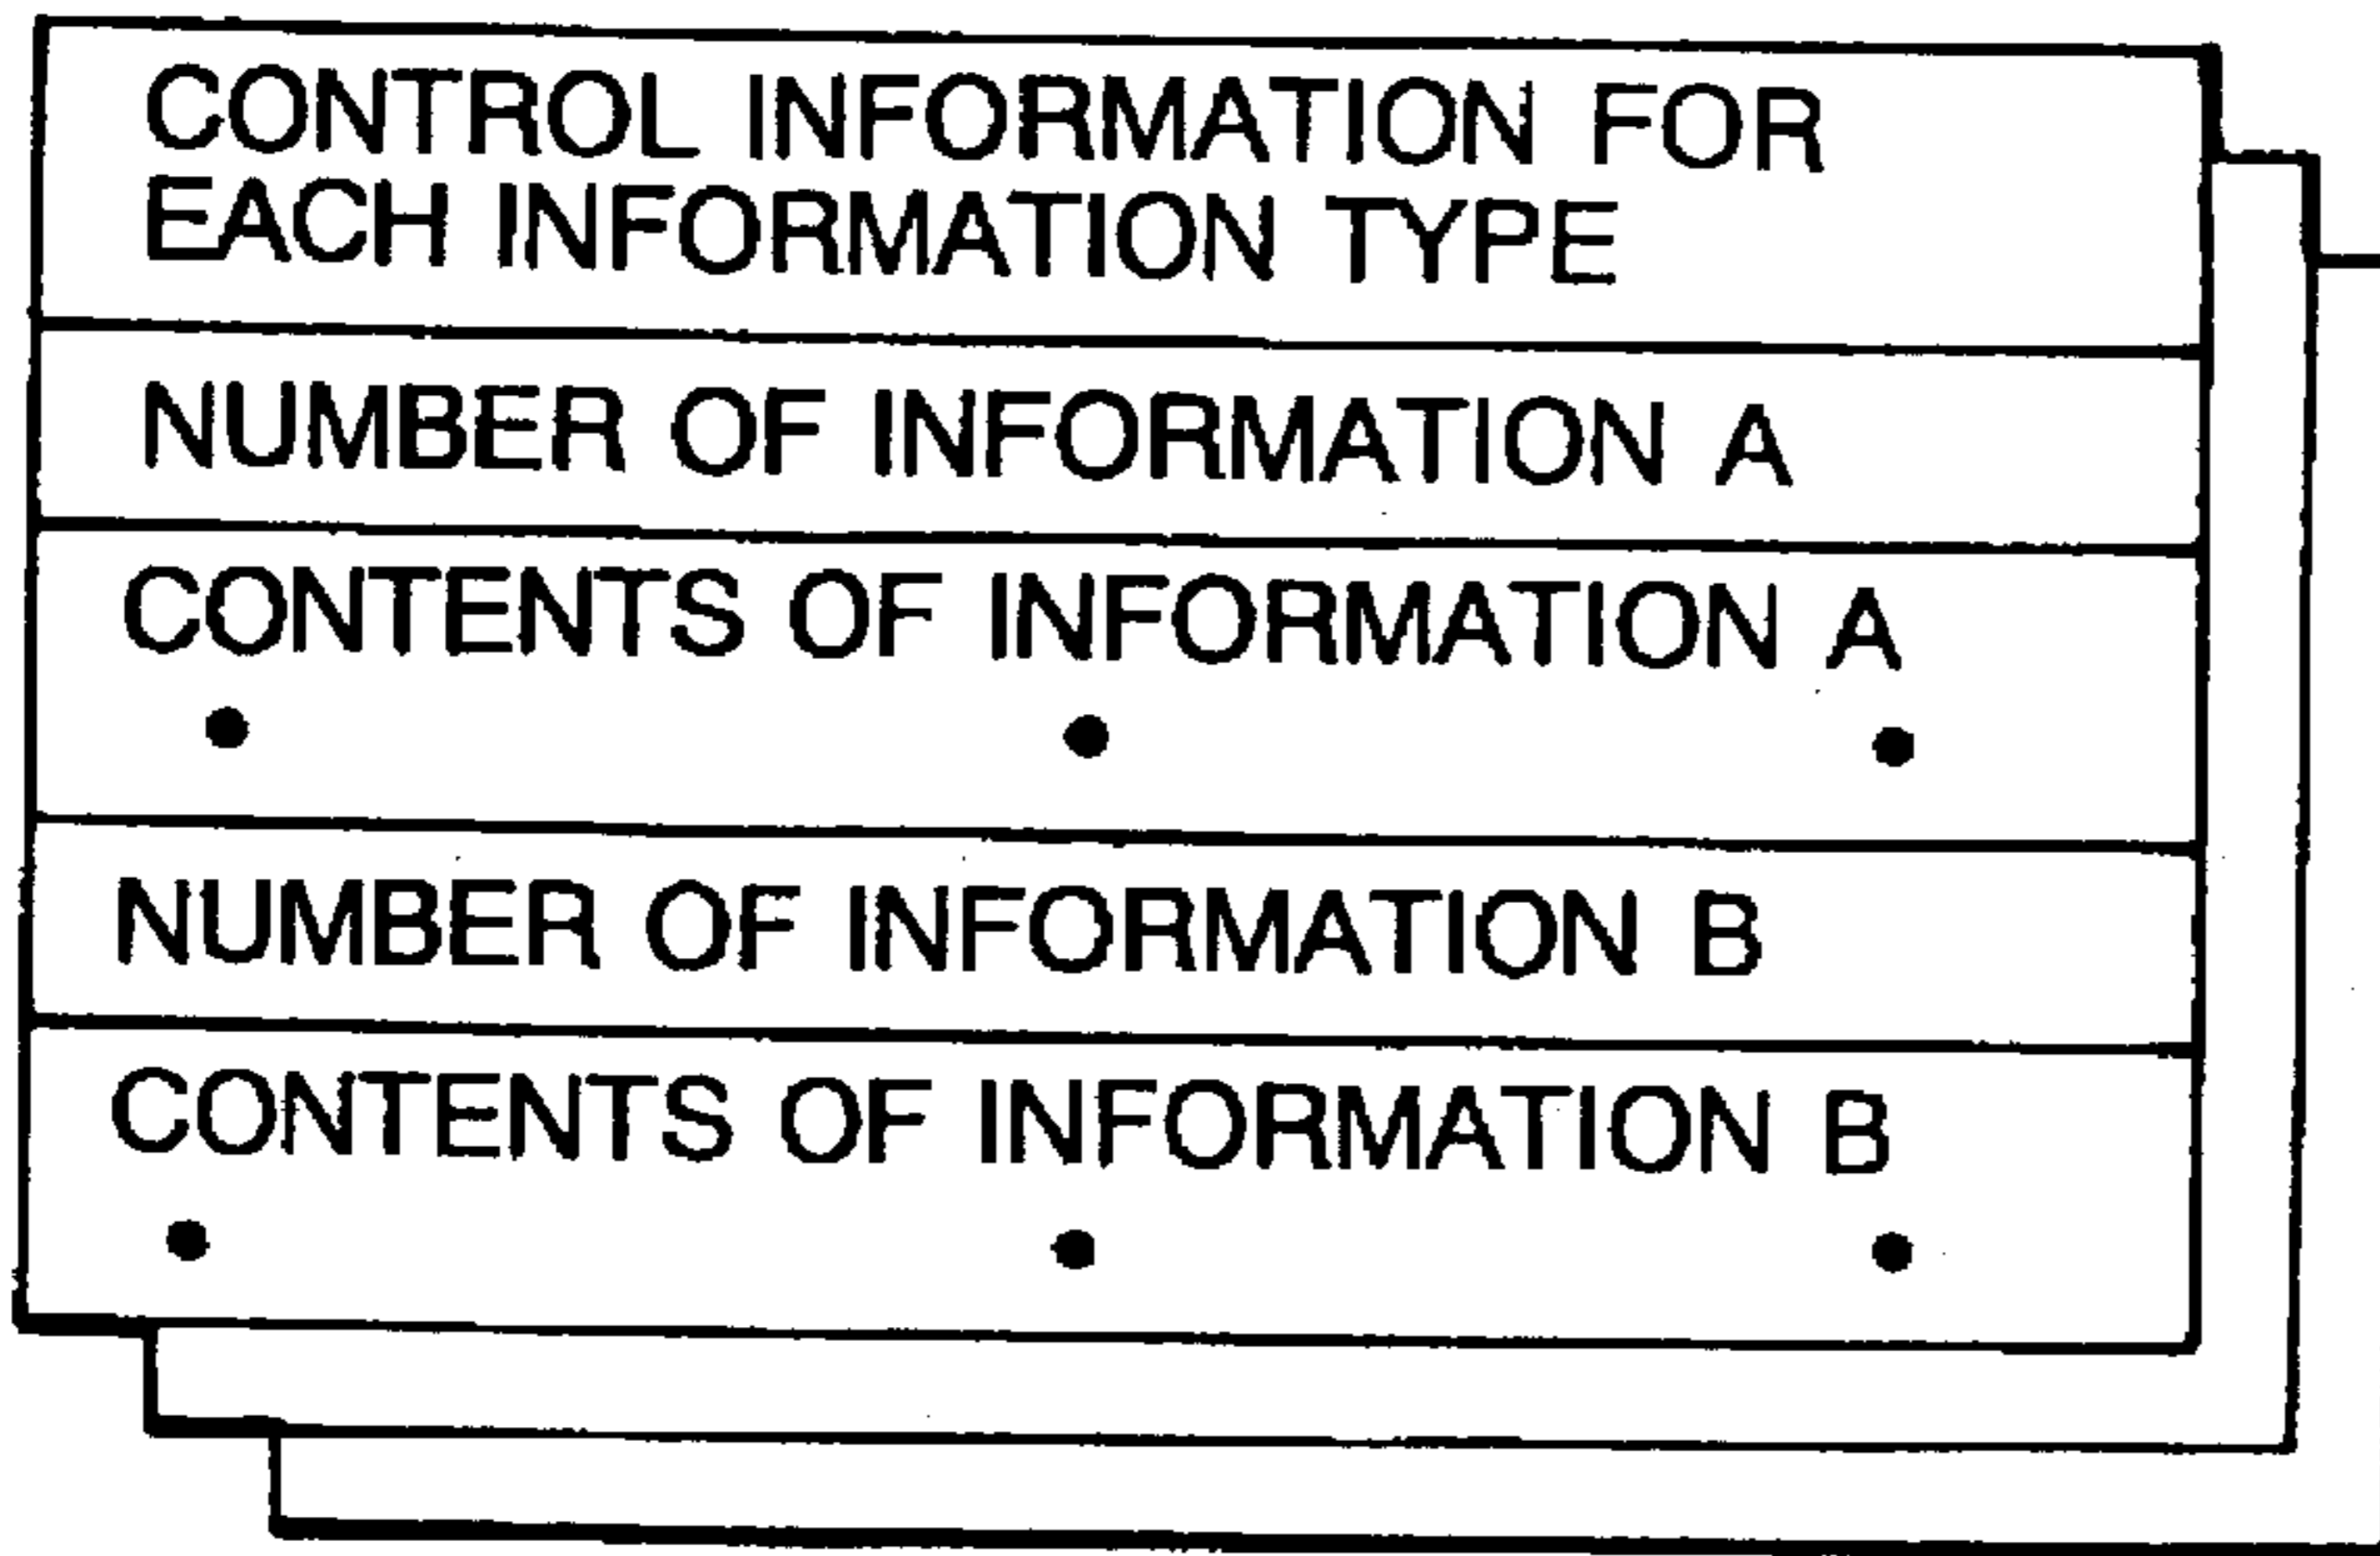 CONTROL INFORMATION FOR
EACH INFORMATION TYPE
NUMBER OF INFORMATION A
CONTENTS OF INFORMATION A
NUMBER OF INFORMATION B
CONTENTS OF INFORMATION B